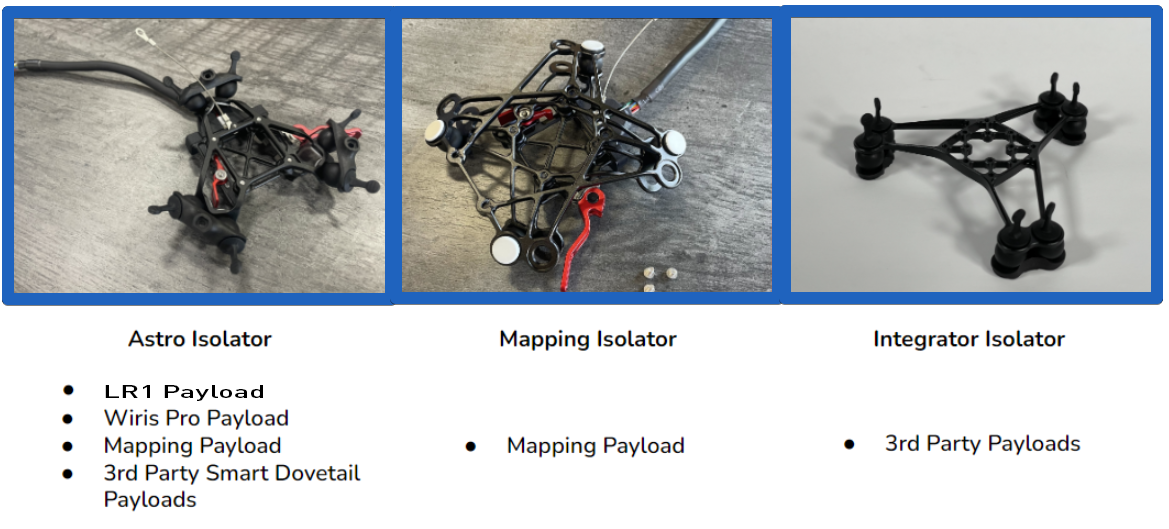 Astro Isolator
● LR1 Payload
● Wiris Pro Payload
● Mapping Payload
● 3rd Party Smart Dovetail
Payloads
Mapping Isolator
● Mapping Payload
Integrator Isolator
● 3rd Party Payloads